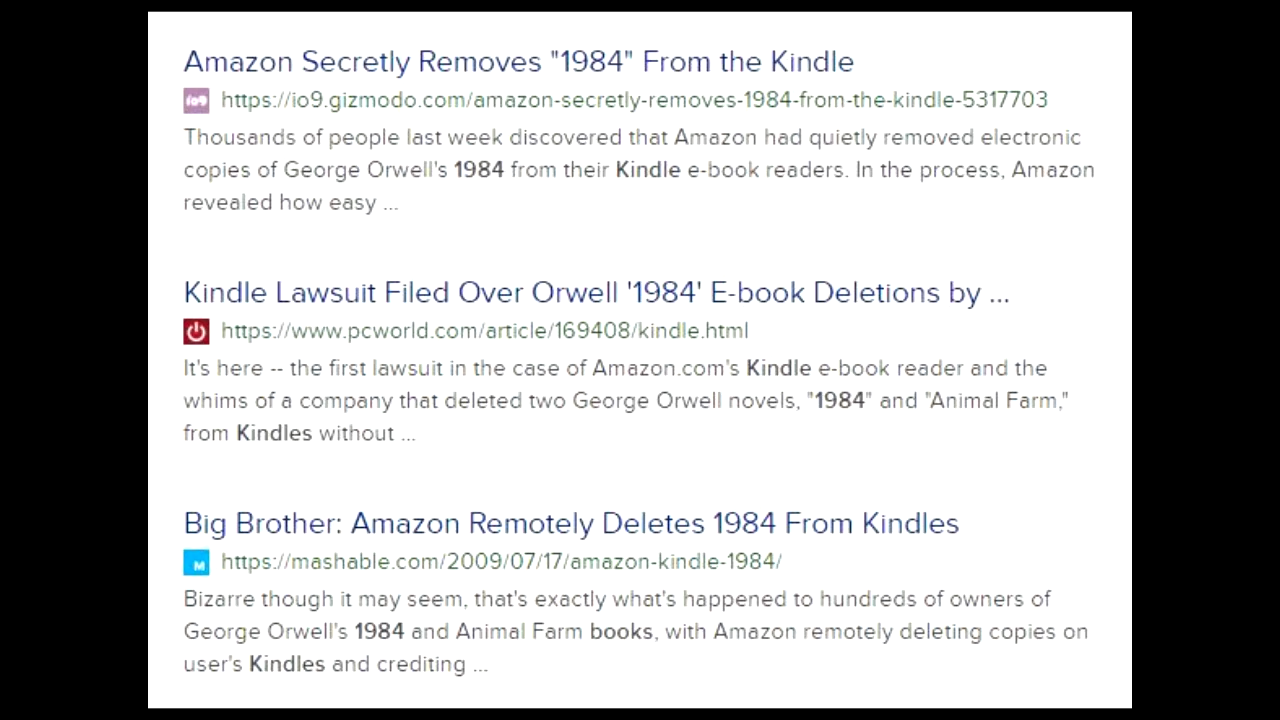 Amazon Secretly Removes "1984" From the Kindle
io9 https://io9.gizmodo.com/amazon-secretly-removes-1984-from-the-kindle-5317703
Thousands of people last week discovered that Amazon had quietly removed electronic
copies of George Orwell's 1984 from their Kindle e-book readers. In the process, Amazon
revealed how easy ...
Kindle Lawsuit Filed Over Orwell '1984' E-book Deletions by ...
https://www.pcworld.com/article/169408/kindle.html
It's here -- the first lawsuit in the case of Amazon.com's Kindle e-book reader and the
whims of a company that deleted two George Orwell novels, "1984" and "Animal Farm,"
from Kindles without ...
Big Brother: Amazon Remotely Deletes 1984 From Kindles
M https://mashable.com/2009/07/17/amazon-kindle-1984/
Bizarre though it may seem, that's exactly what's happened to hundreds of owners of
George Orwell's 1984 and Animal Farm books, with Amazon remotely deleting copies on
user's Kindles and crediting ...